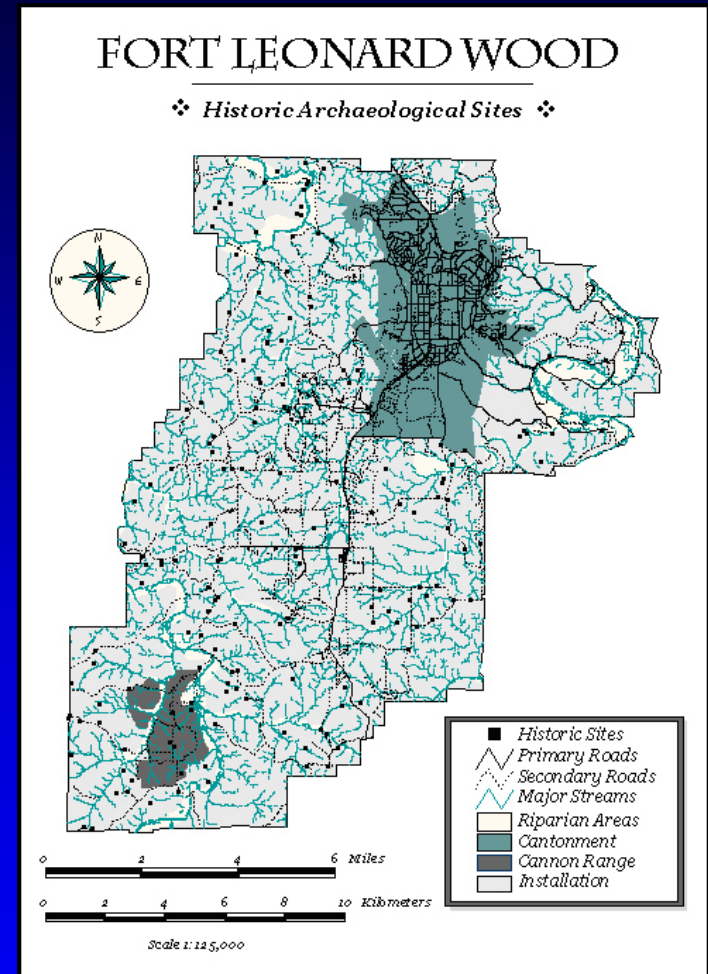 FORT LEONARD WOOD
❖ Historic Archaeological Sites ❖
N
W E
S
Historic Sites
Primary Roads
Secondary Roads
Major Streams
Riparian Areas
Cantonment
Cannon Range
Installation
0 2 4 6 Miles
0 2 4 6 8 10 Kilometers
Scale 1:125,000